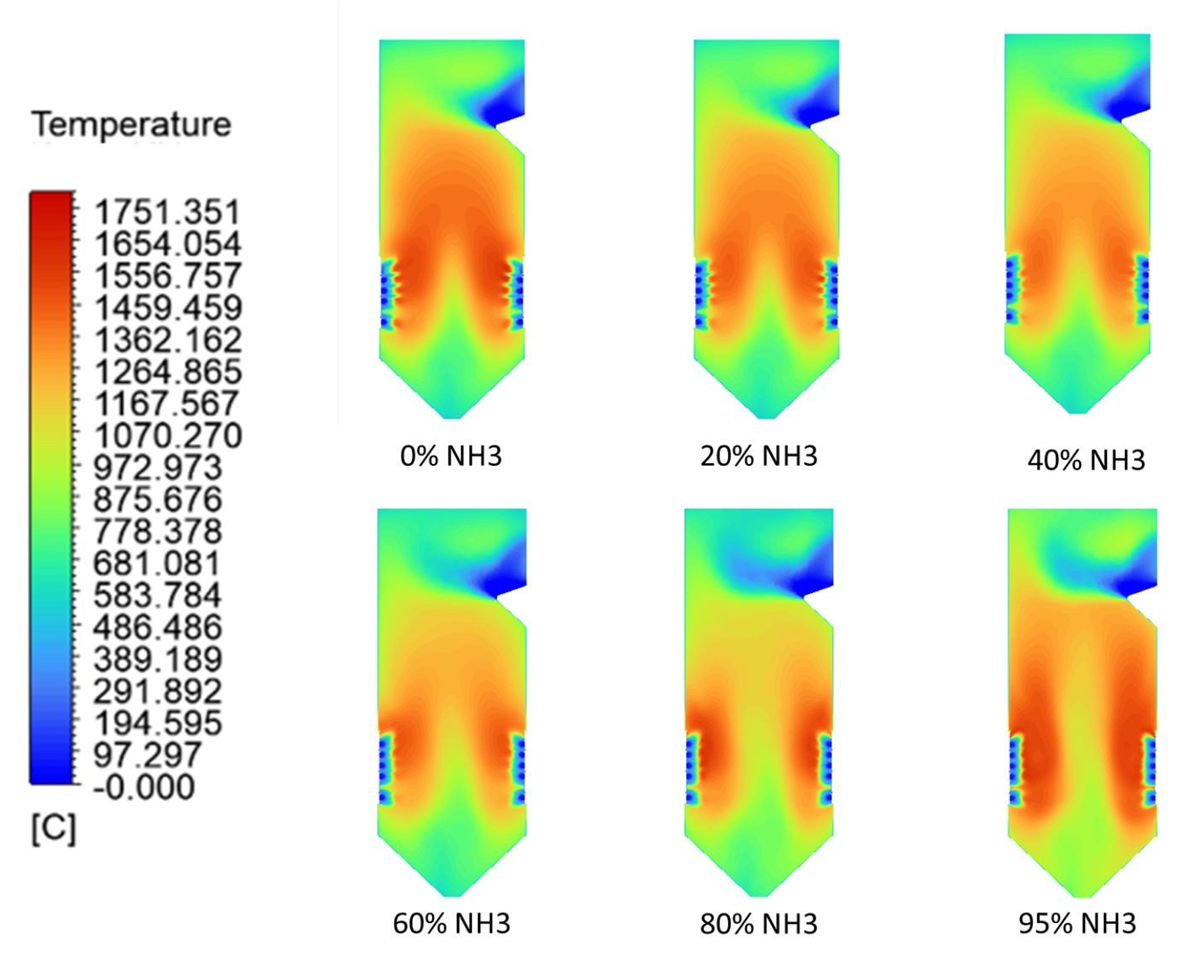 Temperature
1751.351
1654.054
1556.757
1459.459
1362.162
1264.865
1167.567
1070.270
972.973
875.676
778.378
681.081
583.784
486.486
389.189
291.892
194.595
97.297
-0.000
[C]
0% NH3
20% NH3
40% NH3
60% NH3
80% NH3
95% NH3